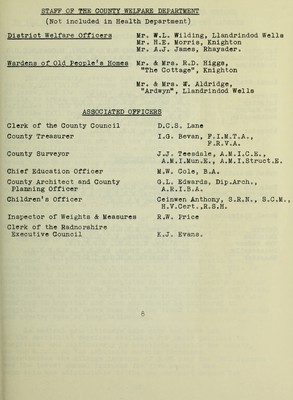 STAFF OF THE COUNTY WELFARE DEPARTMENT
(Not included in Health Department)
District Welfare Officers Mr. W.L. Wilding, Llandrindod Wells
Mr. H.E. Morris, Knighton
Mr. A.J. James, Rhayader.
Wardens of Old People's Homes Mr. & Mrs. R.D. Higgs,
"The Cottage", Knighton
Mr. & Mrs. W. Aldridge,
"Ardwyn", Llandrindod Wells
ASSOCIATED OFFICERS
Clerk of the County Council D.C.S. Lane
County Treasurer I.G. Bevan, F.I.M.T.A.,
F.R.V.A.
County Surveyor J.J. Teesdale, A.M.I.C.E.,
A.M.I.Mun.E., A.M.I.Struct.E.
Chief Education Officer M.W. Cole, B.A.
County Architect and County G.L. Edwards, Dip.Arch.,
Planning Officer A.R.I.B.A.
Children's Officer Ceinwen Anthony, S.R.N., S.C.M.,
H.V.Cert.,R.S.H.
Inspector of Weights & Measures R.W. Price
Clerk of the Radnorshire
Executive Council K.J. Evans.
8